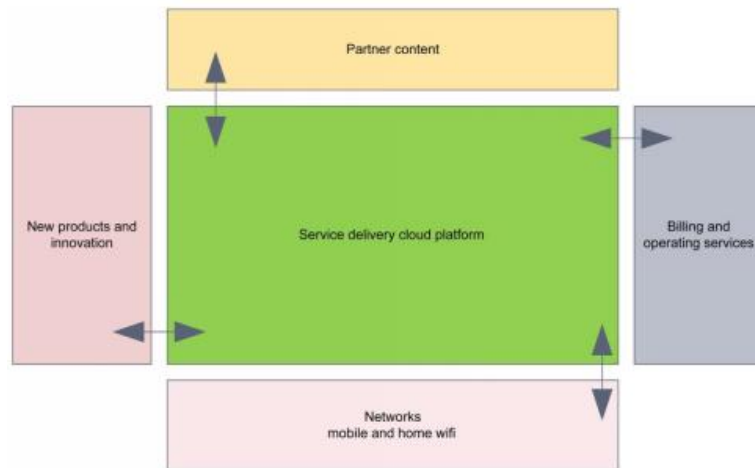 Partner content
New products and
innovation
Service delivery cloud platform
Billing and
operating services
Networks
mobile and home wifi